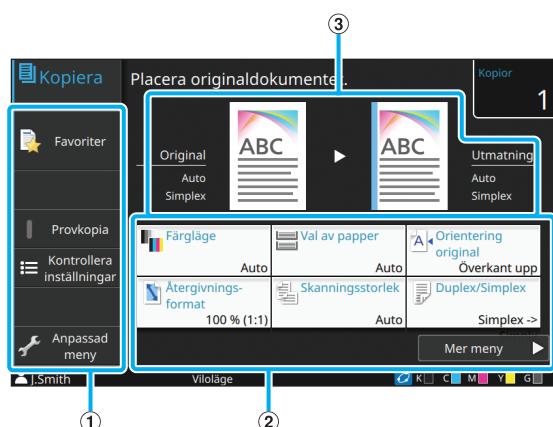 3
Kopiera
Placera originaldokumentet.
Kopior
1
Favoriter
Original
Auto
Simplex
ABC
ABC
Utmatning
Auto
Simplex
Provkopia
Kontrollera
inställningar
Anpassad
meny
Färgläge
Auto
Val av papper
Auto
A
Orientering
original
Överkant upp
Återgivnings-
format
100 % (1:1)
Skanningsstorlek
Auto
Duplex/Simplex
Simplex ->
Mer meny
J.Smith
Viloläge
K C M Y G
1
2